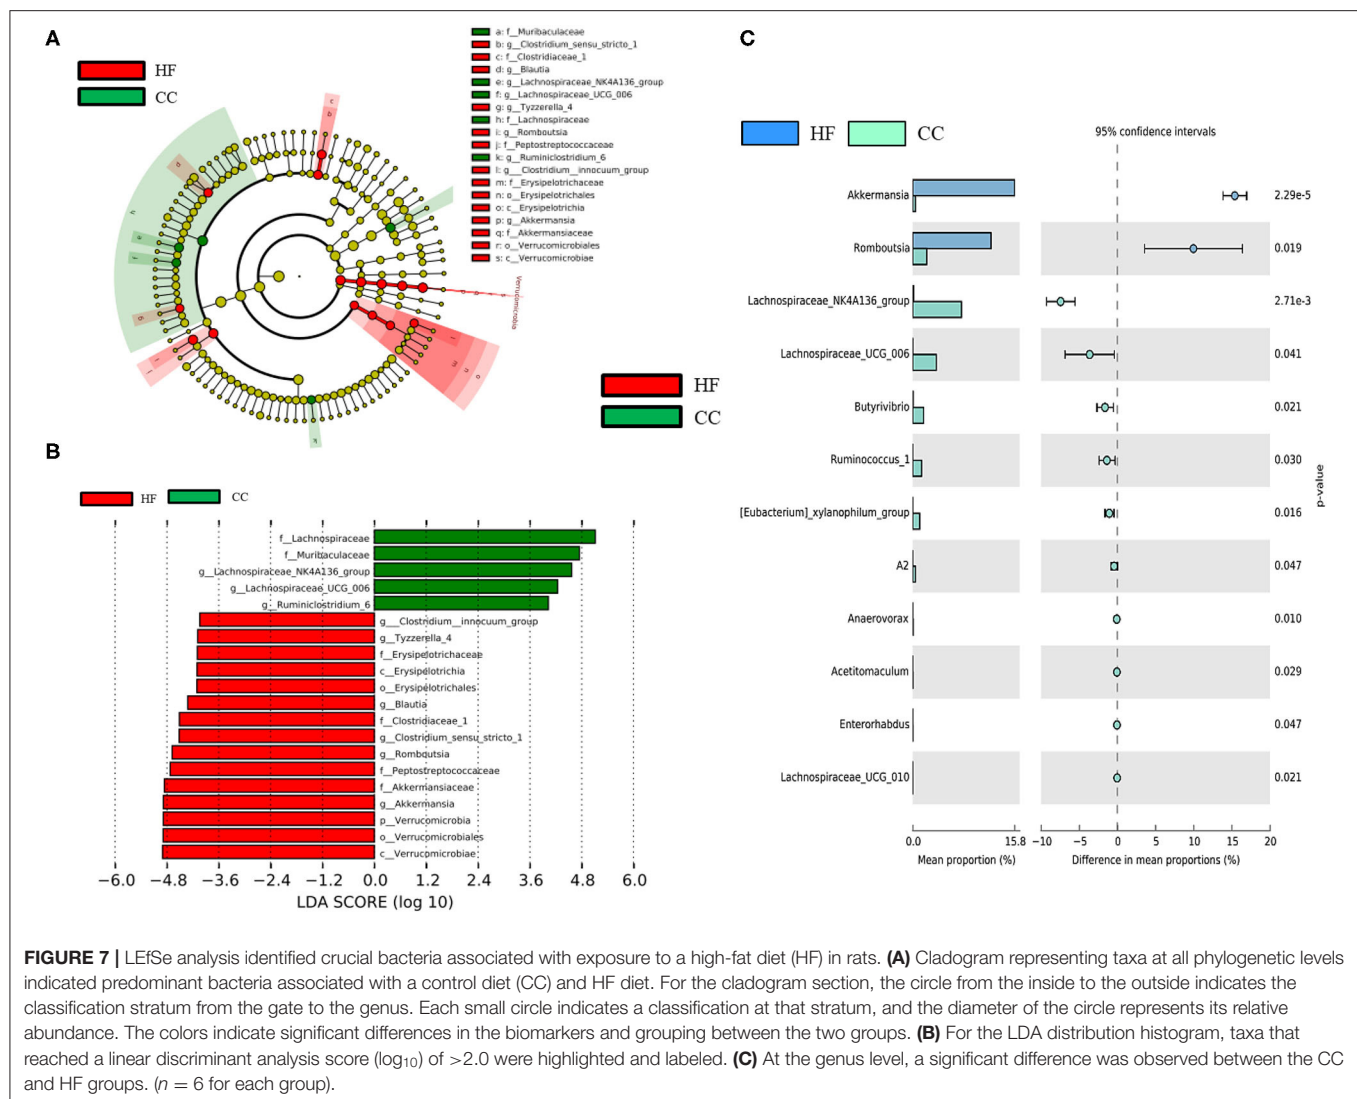 A
HF
CC
a: f__Muribaculaceae
b: g__Clostridium_sensu_stricto_1
c: f__Clostridiaceae_1
d: g__Blautia
e: g__Lachnospiraceae_NK4A136_group
f: g__Lachnospiraceae_UCG_006
g: g__Tyzzerella_4
h: f__Lachnospiraceae
i: g__Romboutsia
j: f__Peptostreptococcaceae
k: g__Ruminiclostridium_6
l: g___Clostridium__innocuum_group
m: f__Erysipelotrichaceae
n: o__Erysipelotrichales
o: c__Erysipelotrichia
p: g__Akkermansia
q: f__Akkermansiaceae
r: o__Verrucomicrobiales
s: c__Verrucomicrobiae
Verrucomicrobia
HF
CC
B
HF
CC
f__Lachnospiraceae
f__Muribaculaceae
g__Lachnospiraceae_NK4A136_group
g__Lachnospiraceae_UCG_006
g__Ruminiclostridium_6
g___Clostridium__innocuum_group
g__Tyzzerella_4
f__Erysipelotrichaceae
c__Erysipelotrichia
o__Erysipelotrichales
g__Blautia
f__Clostridiaceae_1
g__Clostridium_sensu_stricto_1
g__Romboutsia
f__Peptostreptococcaceae
f__Akkermansiaceae
g__Akkermansia
p__Verrucomicrobia
o__Verrucomicrobiales
c__Verrucomicrobiae
−6.0 −4.8 −3.6 −2.4 −1.2 0.0 1.2 2.4 3.6 4.8 6.0
LDA SCORE (log 10)
C
HF
CC
95% confidence intervals
Akkermansia 2.29e-5
Romboutsia 0.019
Lachnospiraceae_NK4A136_group 2.71e-3
Lachnospiraceae_UCG_006 0.041
Butyrivibrio 0.021
Ruminococcus_1 0.030
[Eubacterium]_xylanophilum_group 0.016
A2 0.047
Anaerovorax 0.010
Acetitomaculum 0.029
Enterorhabdus 0.047
Lachnospiraceae_UCG_010 0.021
p-value
0.0 15.8 −10 −5 0 5 10 15 20
Mean proportion (%) Difference in mean proportions (%)
FIGURE 7 | LEfSe analysis identified crucial bacteria associated with exposure to a high-fat diet (HF) in rats. (A) Cladogram representing taxa at all phylogenetic levels
indicated predominant bacteria associated with a control diet (CC) and HF diet. For the cladogram section, the circle from the inside to the outside indicates the
classification stratum from the gate to the genus. Each small circle indicates a classification at that stratum, and the diameter of the circle represents its relative
abundance. The colors indicate significant differences in the biomarkers and grouping between the two groups. (B) For the LDA distribution histogram, taxa that
reached a linear discriminant analysis score (log10) of >2.0 were highlighted and labeled. (C) At the genus level, a significant difference was observed between the CC
and HF groups. (n = 6 for each group).